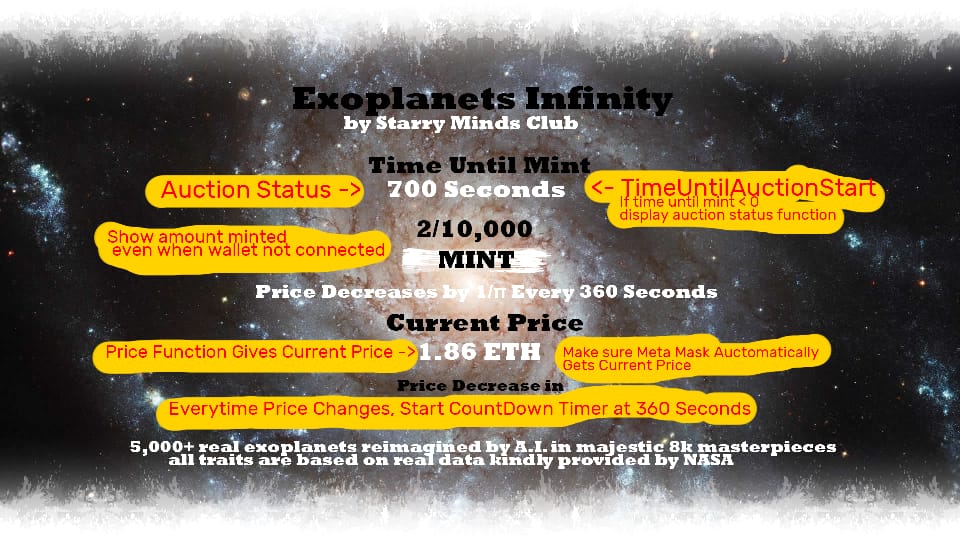 Exoplanets Infinity
by Starry Minds Club
Time Until Mint
Auction Status -> 700 Seconds <- TimeUntilAuctionStart
If time until mint < 0
display auction status function
2/10,000
Show amount minted
even when wallet not connected
MINT
Price Decreases by 1/π Every 360 Seconds
Current Price
Price Function Gives Current Price -> 1.86 ETH
Make sure Meta Mask Auctomatically
Gets Current Price
Price Decrease in
Everytime Price Changes, Start CountDown Timer at 360 Seconds
5,000+ real exoplanets reimagined by A.I. in majestic 8k masterpieces
all traits are based on real data kindly provided by NASA